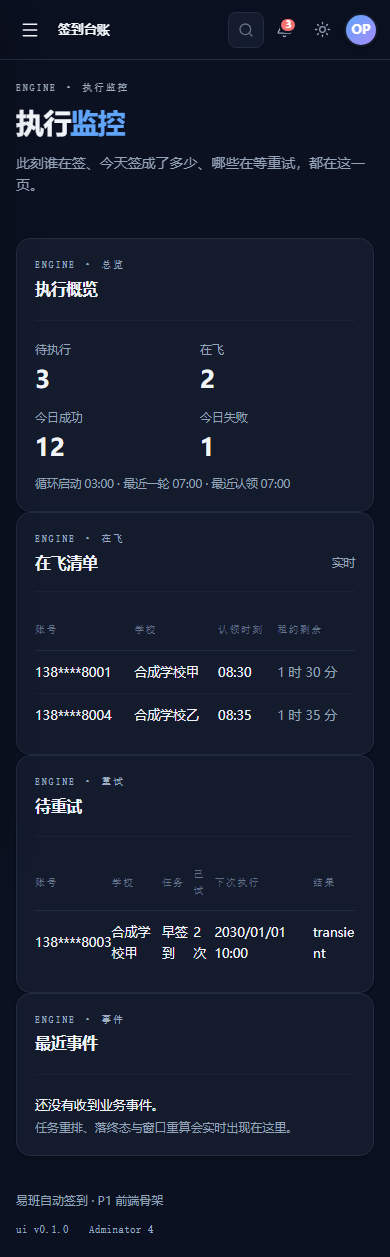 签到台账
3
OP
ENGINE • 执行监控
执行监控
此刻谁在签、今天签成了多少、哪些在等重试，都在这一
页。
ENGINE • 总览
执行概览
待执行
在飞
3
2
今日成功
今日失败
12
1
循环启动 03:00 · 最近一轮 07:00 · 最近认领 07:00
ENGINE • 在飞
在飞清单
实时
账号 学校 认领时刻 租约剩余
138****8001 合成学校甲 08:30 1 时 30 分
138****8004 合成学校乙 08:35 1 时 35 分
ENGINE • 重试
待重试
账号 学校 任务 已试 下次执行 结果
138****8003 合成学校甲 早签到 2次 2030/01/01 10:00 transient
ENGINE • 事件
最近事件
还没有收到业务事件。
任务重排、落终态与窗口重算会实时出现在这里。
易班自动签到 · P1 前端骨架
ui v0.1.0 Adminator 4